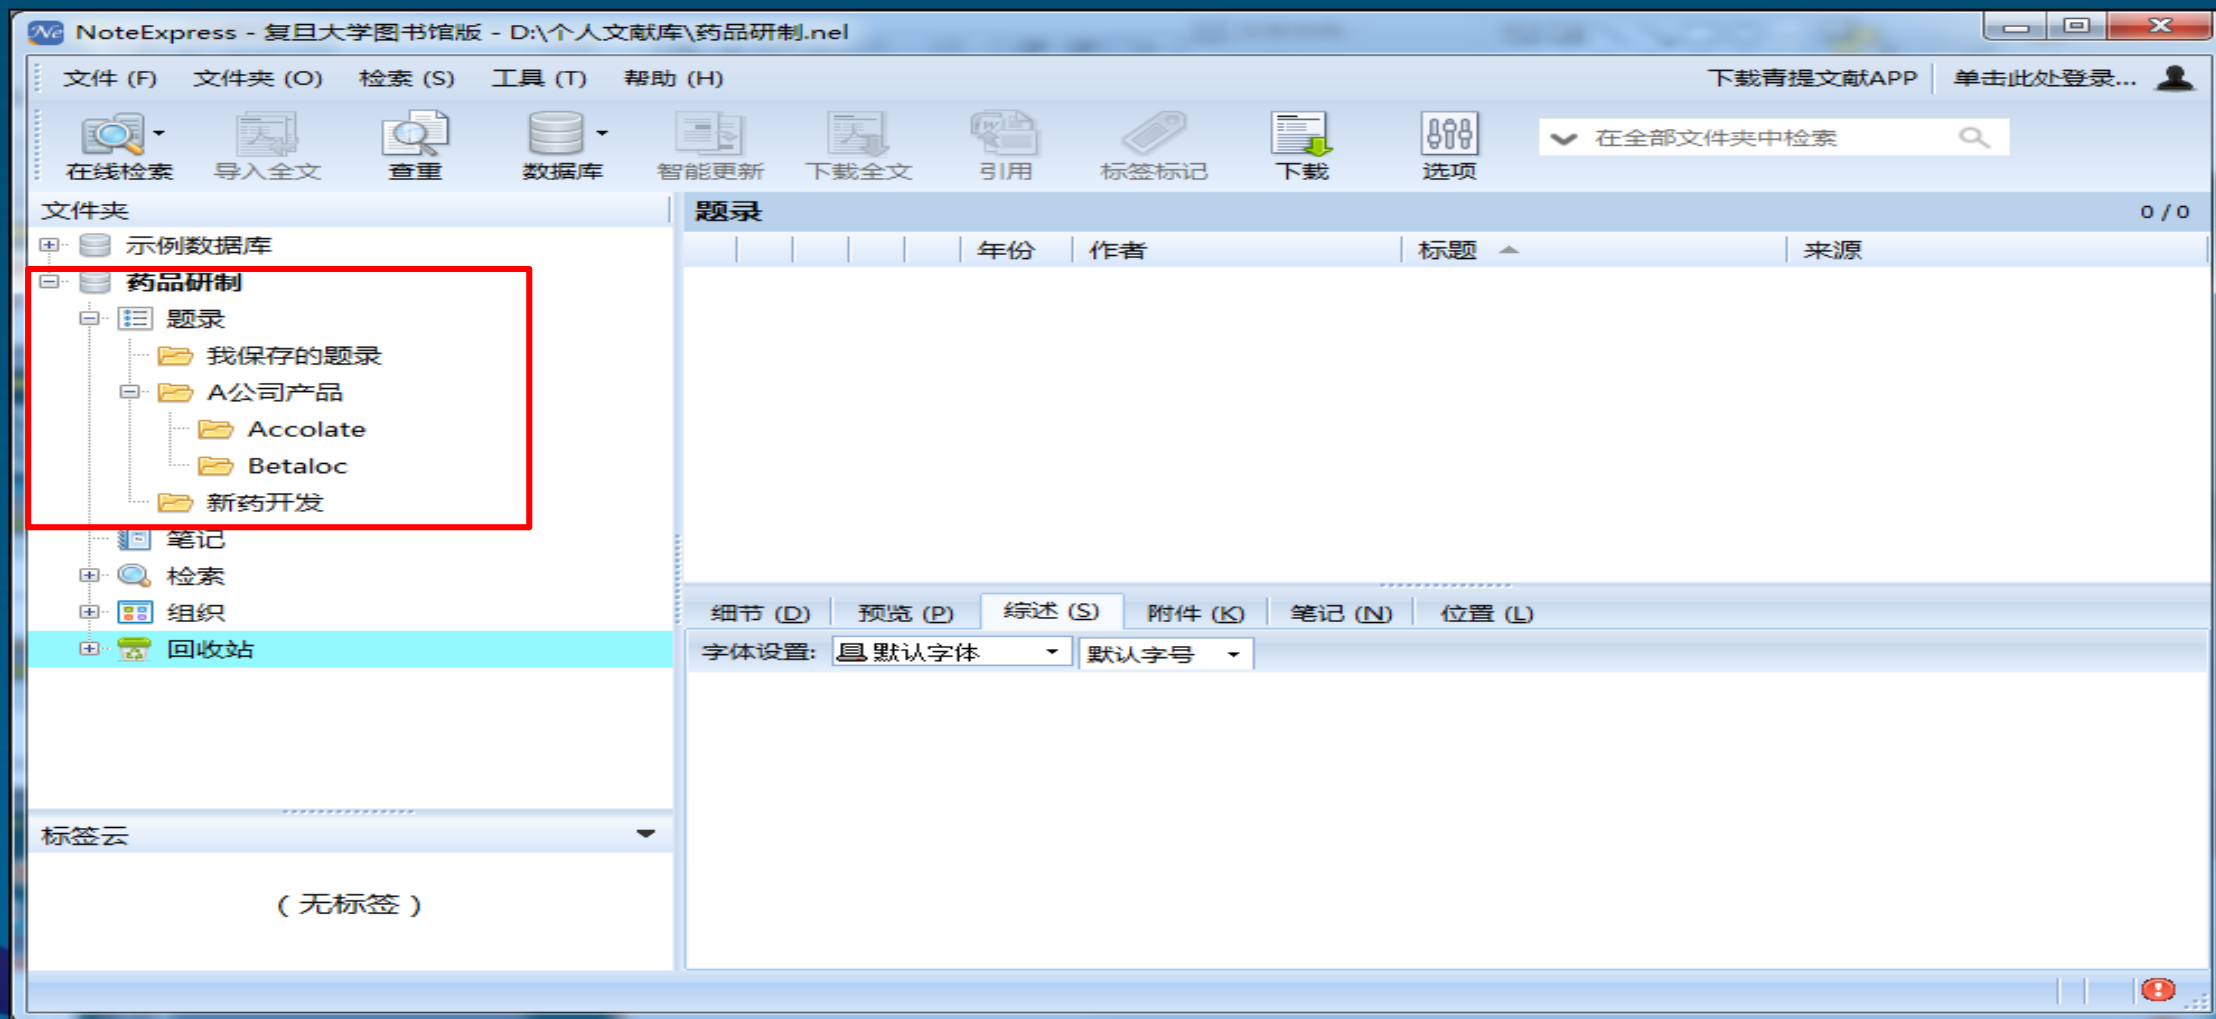 NoteExpress - 复旦大学图书馆版 - D:\个人文献库\药品研制.nel
文件 (F) 文件夹 (O) 检索 (S) 工具 (T) 帮助 (H) 下载青提文献APP 单击此处登录...
在线检索 导入全文 查重 数据库 智能更新 下载全文 引用 标签标记 下载 选项 在全部文件夹中检索
文件夹
示例数据库
药品研制
题录
我保存的题录
A公司产品
Accolate
Betaloc
新药开发
笔记
检索
组织
回收站
标签云
( 无标签 )
题录 0 / 0
年份 作者 标题 来源
细节 (D) 预览 (P) 综述 (S) 附件 (K) 笔记 (N) 位置 (L)
字体设置: 默认字体 默认字号